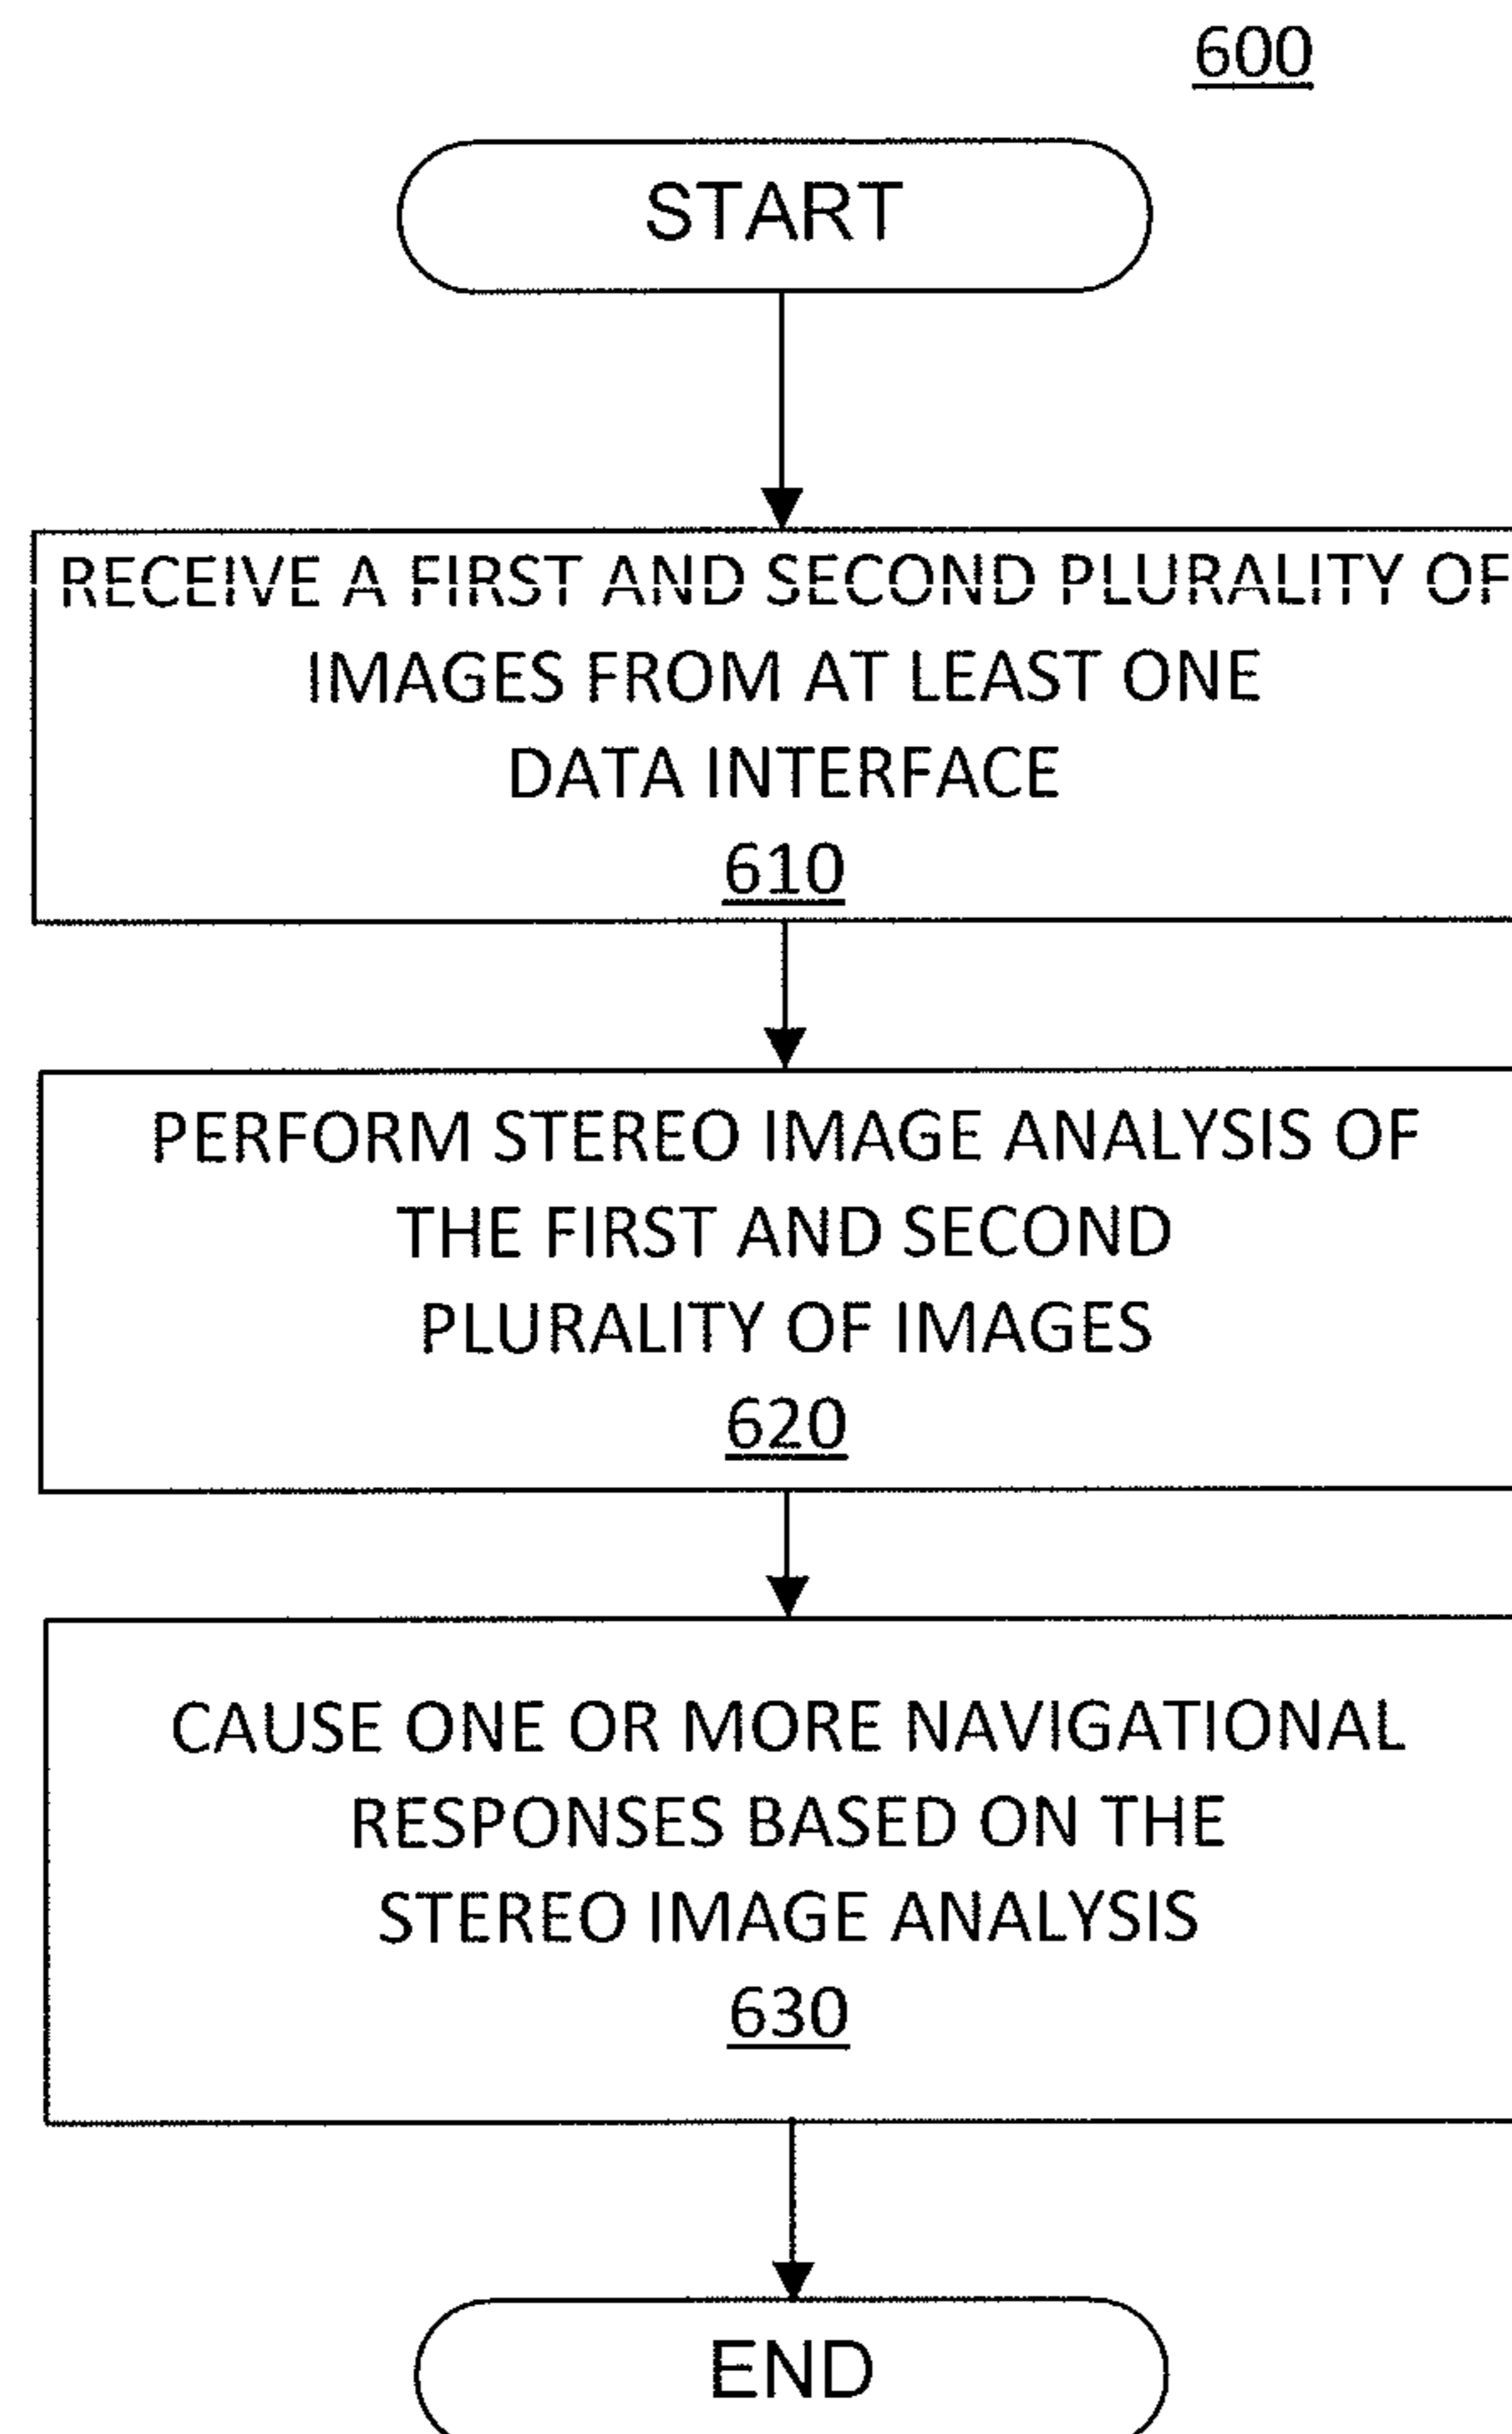 600
START
RECEIVE A FIRST AND SECOND PLURALITY OF
IMAGES FROM AT LEAST ONE
DATA INTERFACE
610
PERFORM STEREO IMAGE ANALYSIS OF
THE FIRST AND SECOND
PLURALITY OF IMAGES
620
CAUSE ONE OR MORE NAVIGATIONAL
RESPONSES BASED ON THE
STEREO IMAGE ANALYSIS
630
END